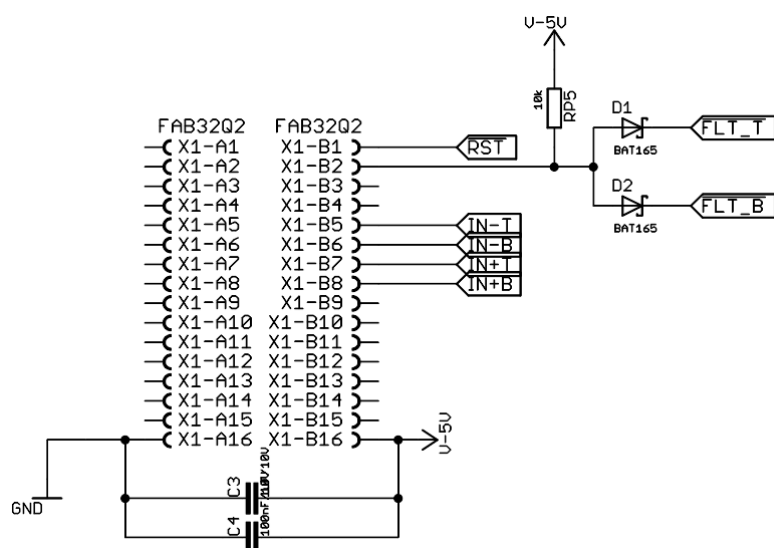 V-5V
10k
RP5
D1
FLT_T
BAT165
FAB32Q2 FAB32Q2
X1-A1 X1-B1 RST
X1-A2 X1-B2
X1-A3 X1-B3
D2
FLT_B
BAT165
X1-A4 X1-B4
X1-A5 X1-B5 IN-T
X1-A6 X1-B6 IN-B
X1-A7 X1-B7 IN+T
X1-A8 X1-B8 IN+B
X1-A9 X1-B9
X1-A10 X1-B10
X1-A11 X1-B11
X1-A12 X1-B12
X1-A13 X1-B13
X1-A14 X1-B14
X1-A15 X1-B15
X1-A16 X1-B16
V-5V
GND
C3
C4